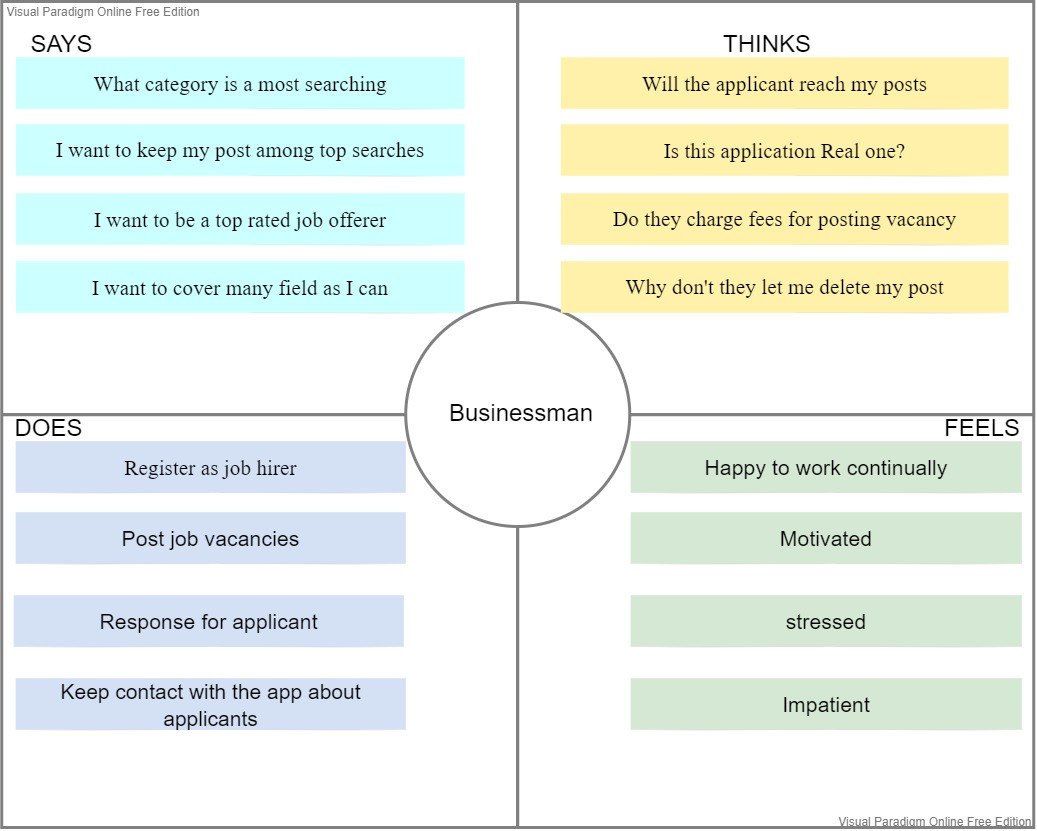 Visual Paradigm Online Free Edition
SAYS
What category is a most searching
I want to keep my post among top searches
I want to be a top rated job offerer
I want to cover many field as I can
THINKS
Will the applicant reach my posts
Is this application Real one?
Do they charge fees for posting vacancy
Why don't they let me delete my post
Businessman
DOES
Register as job hirer
Post job vacancies
Response for applicant
Keep contact with the app about
applicants
FEELS
Happy to work continually
Motivated
stressed
Impatient
Visual Paradigm Online Free Edition